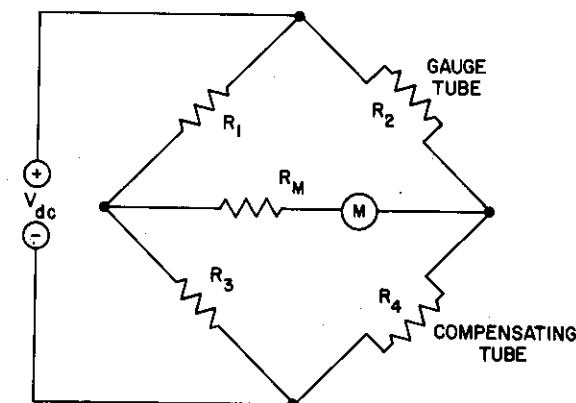 GAUGE
TUBE
R1
R2
+
Vdc
−
RM
M
R3
R4
COMPENSATING
TUBE